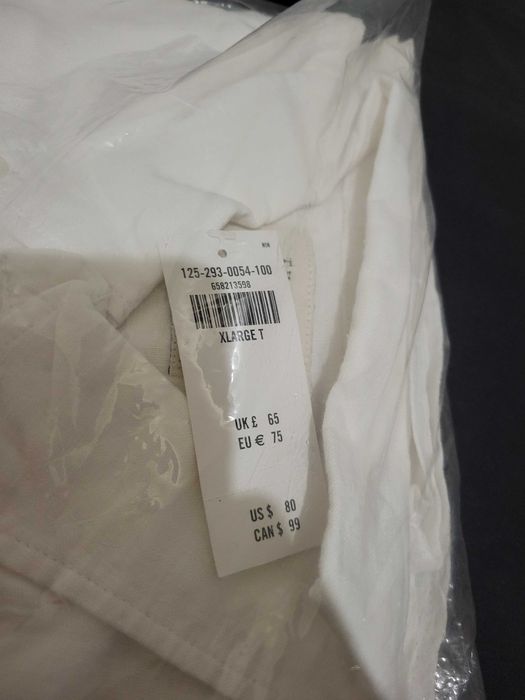 125-293-0054-100
658213598
XLARGE T
UK £ 65
EU € 75
US $ 80
CAN $ 99